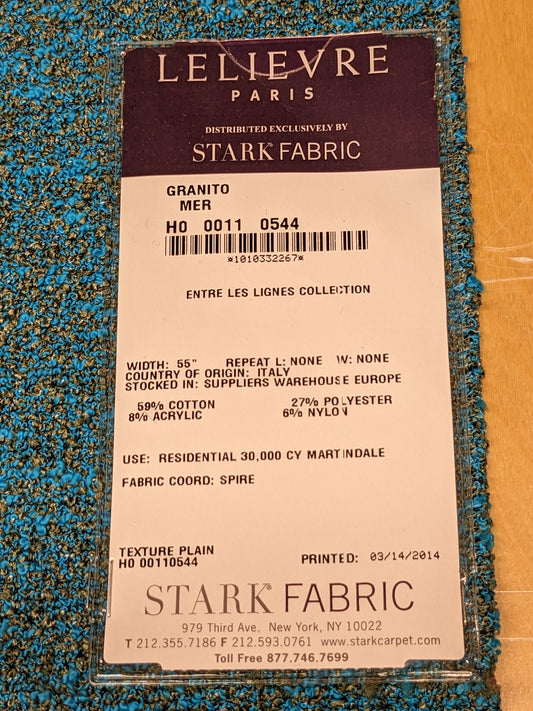 LELIEVRE
PARIS
DISTRIBUTED EXCLUSIVELY BY
STARK® FABRIC
GRANITO
MER
H0 0011 0544
*1010332267*
ENTRE LES LIGNES COLLECTION
WIDTH: 55" REPEAT L: NONE W: NONE
COUNTRY OF ORIGIN: ITALY
STOCKED IN: SUPPLIERS WAREHOUSE EUROPE
59% COTTON 27% POLYESTER
8% ACRYLIC 6% NYLON
USE: RESIDENTIAL 30,000 CY MARTINDALE
FABRIC COORD: SPIRE
TEXTURE PLAIN
H0 00110544 PRINTED: 03/14/2014
STARK® FABRIC
979 Third Ave. New York, NY 10022
T 212.355.7186 F 212.593.0761 www.starkcarpet.com
Toll Free 877.746.7699